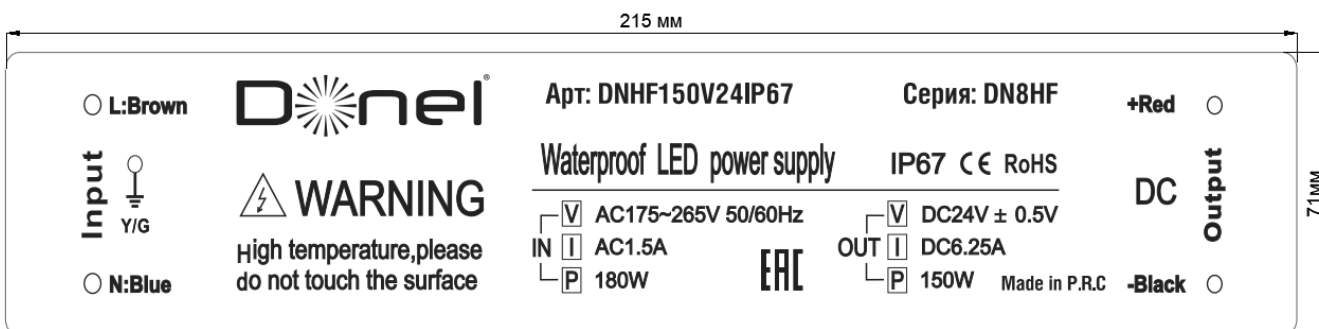 215 мм
71мм
L:Brown
Input
Y/G
N:Blue
Donel®
WARNING
High temperature,please
do not touch the surface
Арт: DNHF150V24IP67
Серия: DN8HF
Waterproof LED power supply
IP67 CE RoHS
IN
V AC175~265V 50/60Hz
I AC1.5A
P 180W
EAC
OUT
V DC24V ± 0.5V
I DC6.25A
P 150W
Made in P.R.C
+Red
DC
Output
-Black